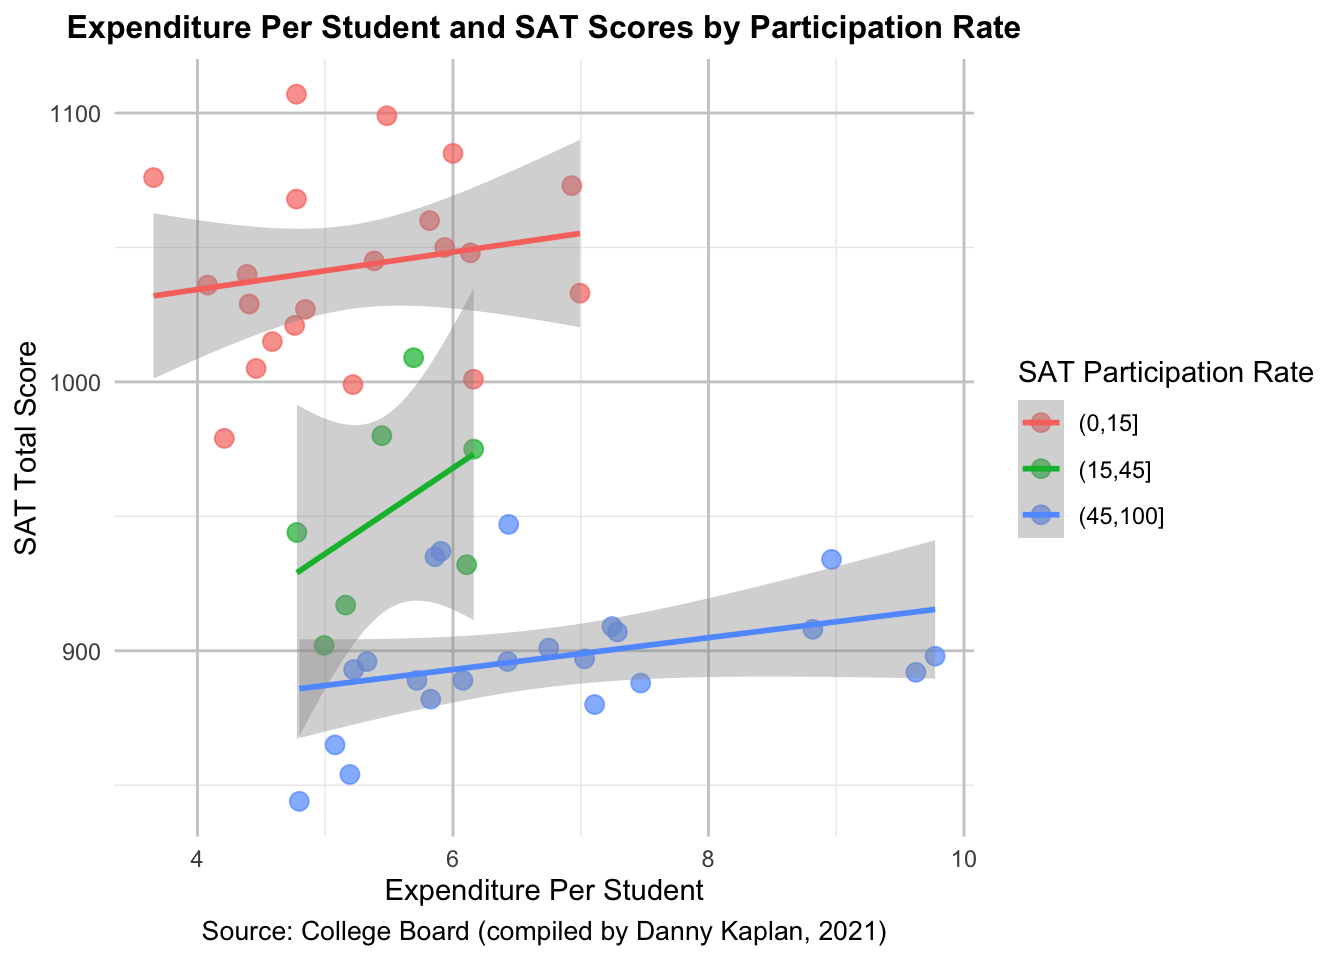 Expenditure Per Student and SAT Scores by Participation Rate
1100
1000
900
SAT Total Score
4 6 8 10
Expenditure Per Student
Source: College Board (compiled by Danny Kaplan, 2021)
SAT Participation Rate
(0,15]
(15,45]
(45,100]